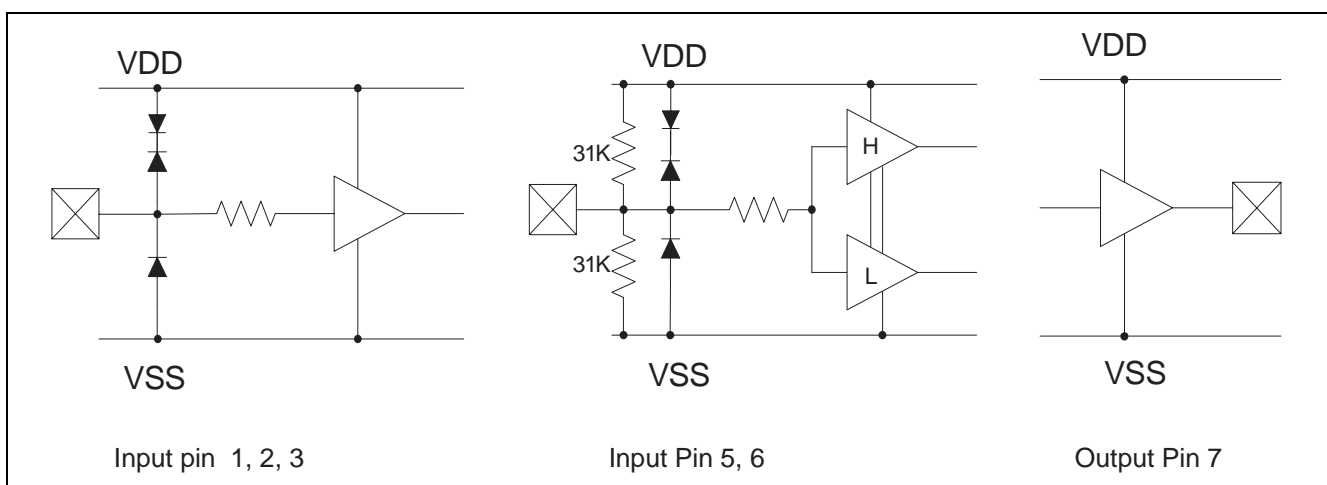 VDD
VSS
Input pin 1, 2, 3
VDD
31K
31K
H
L
VSS
Input Pin 5, 6
VDD
VSS
Output Pin 7